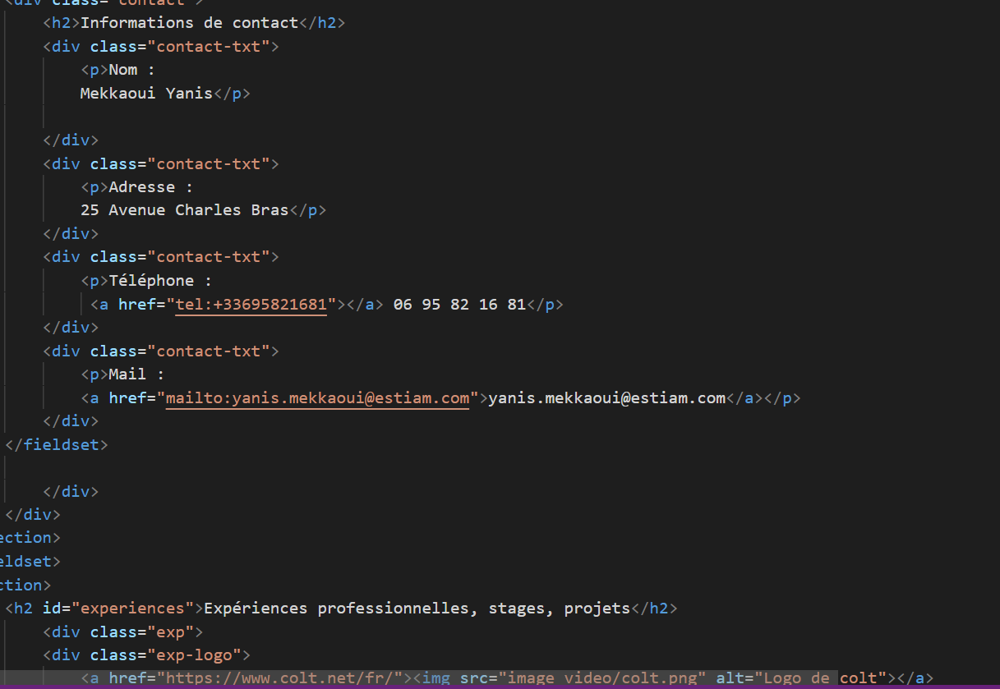 <div class="contact">
<h2>Informations de contact</h2>
<div class="contact-txt">
<p>Nom :
Mekkaoui Yanis</p>
</div>
<div class="contact-txt">
<p>Adresse :
25 Avenue Charles Bras</p>
</div>
<div class="contact-txt">
<p>Téléphone :
<a href="tel:+33695821681"></a> 06 95 82 16 81</p>
</div>
<div class="contact-txt">
<p>Mail :
<a href="mailto:yanis.mekkaoui@estiam.com">yanis.mekkaoui@estiam.com</a></p>
</div>
</fieldset>
</div>
</div>
ection>
eldset>
ction>
<h2 id="experiences">Expériences professionnelles, stages, projets</h2>
<div class="exp">
<div class="exp-logo">
<a href="https://www.colt.net/fr/"><img src="image video/colt.png" alt="Logo de colt"></a>